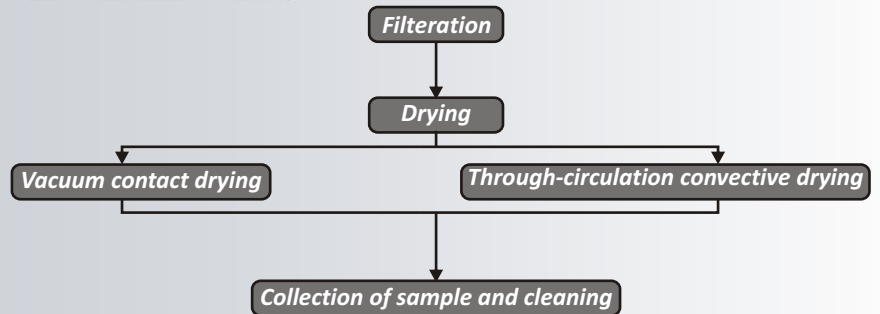 Filteration
Drying
Vacuum contact drying
Through-circulation convective drying
Collection of sample and cleaning